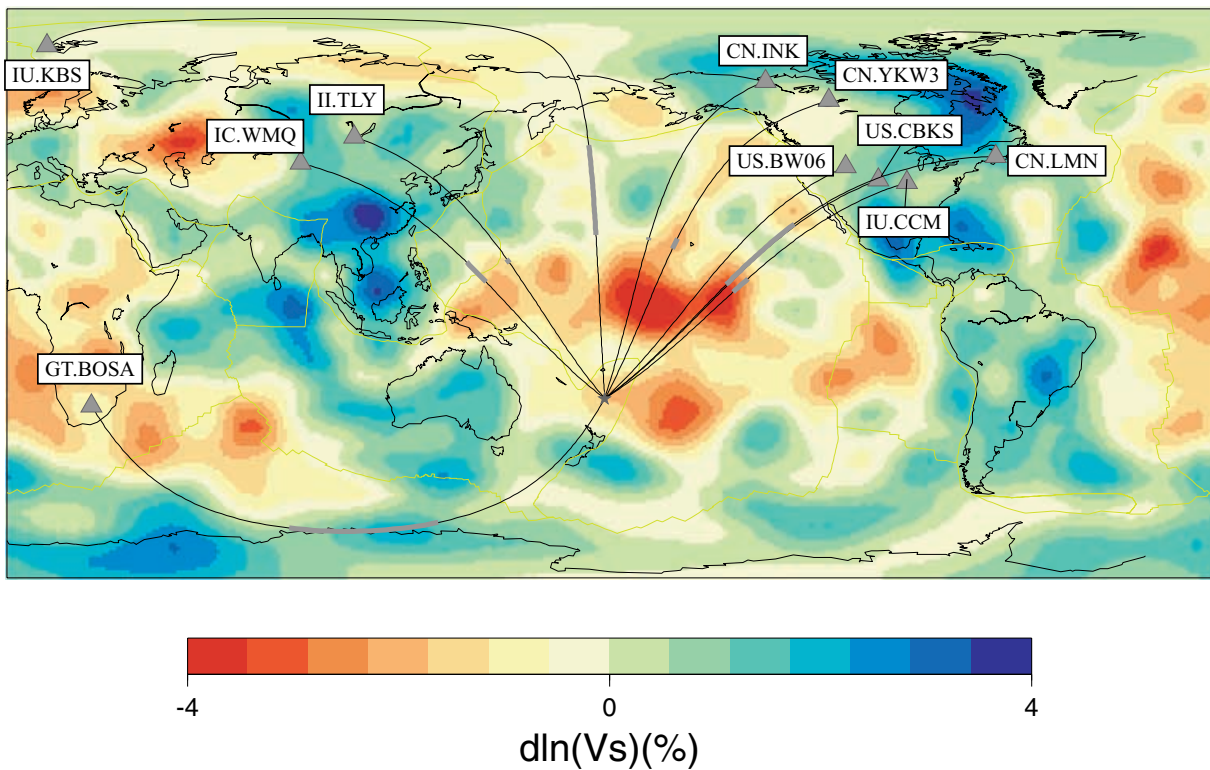 CN.INK
IU.KBS
CN.YKW3
II.TLY
US.CBKS
IC.WMQ
US.BW06
CN.LMN
IU.CCM
GT.BOSA
-4
0
4
dln(Vs)(%)